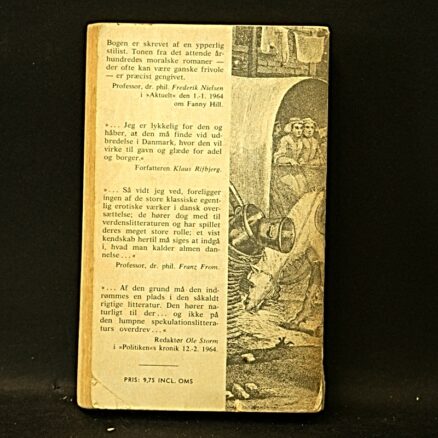 Bogen er skrevet af en ypperlig
stilist. Tonen fra det attende år-
hundredes moralske romaner —
der ofte kan være ganske frivole
— er præcist gengivet.
Professor, dr. phil. Frederik Nielsen
i »Aktuelt« den 1.-1. 1964
om Fanny Hill.
»... Jeg er lykkelig for den og
håber, at den må finde vid ud-
bredelse i Danmark, hvor den vil
virke til gavn og glæde for adel
og borger.«
Forfatteren Klaus Rifbjerg.
»... Så vidt jeg ved, foreligger
ingen af de store klassiske egent-
lig erotiske værker i dansk over-
sættelse; de hører dog med til
verdenslitteraturen og har spillet
deres meget store rolle; et vist
kendskab hertil må siges at indgå
i, hvad man kalder almen dan-
nelse ...«
Professor, dr. phil. Franz From.
»... Af den grund må den ind-
rømmes en plads i den såkaldt
rigtige litteratur. Den hører na-
turligt til der ... og ikke på
den lumpne spekulationslittera-
turs overdrev ...«
Redaktør Ole Storm
i »Politiken«s kronik 12.-2. 1964.
PRIS: 9,75 INCL. OMS